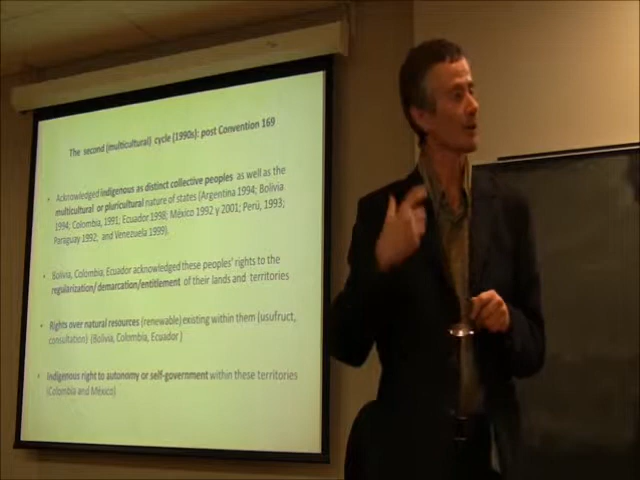 The second (multicultural) cycle (1990s): post Convention 169
• Acknowledged indigenous as distinct collective peoples as well as the
multicultural or pluricultural nature of states (Argentina 1994; Bolivia
1994; Colombia, 1991; Ecuador 1998; México 1992 y 2001; Perú, 1993;
Paraguay 1992, and Venezuela 1999).
• Bolivia, Colombia, Ecuador acknowledged these peoples' rights to the
regularization/demarcation/entitlement of their lands and territories
• Rights over natural resources (renewable) existing within them (usufruct,
consultation) (Bolivia, Colombia, Ecuador)
• Indigenous right to autonomy or self-government within these territories
(Colombia and México)